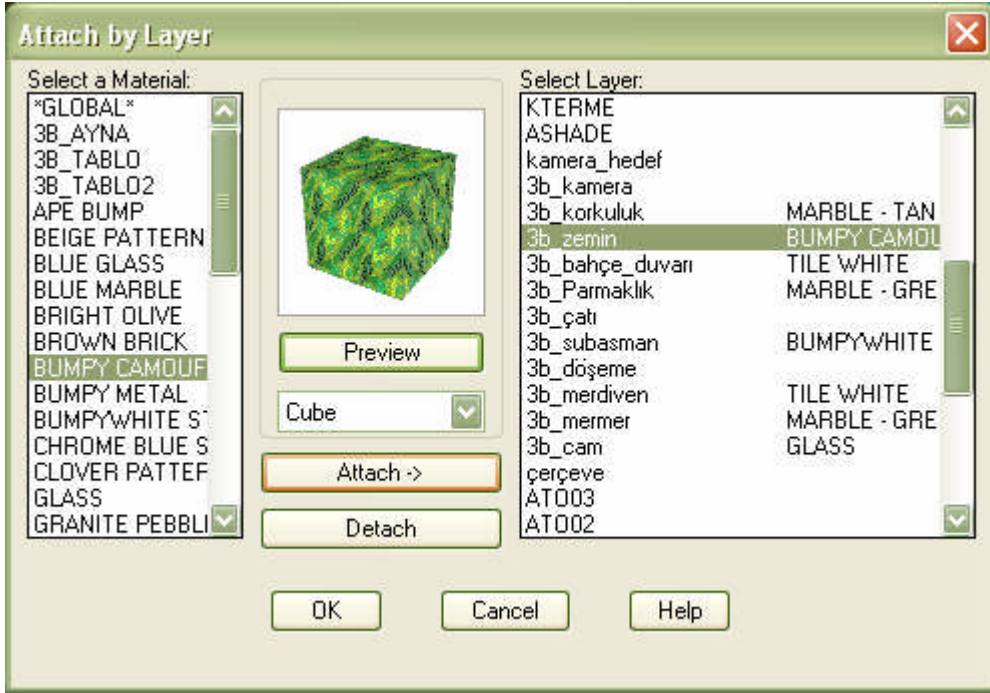 Attach by Layer
Select a Material:
*GLOBAL*
3B_AYNA
3B_TABLO
3B_TABLO2
APE BUMP
BEIGE PATTERN
BLUE GLASS
BLUE MARBLE
BRIGHT OLIVE
BROWN BRICK
BUMPY CAMOUF
BUMPY METAL
BUMPYWHITE ST
CHROME BLUE S
CLOVER PATTEF
GLASS
GRANITE PEBBLI
Preview
Cube
Attach ->
Detach
Select Layer:
KTERME
ASHADE
kamera_hedef
3b_kamera
3b_korkuluk MARBLE - TAN
3b_zemin BUMPY CAMOU
3b_bahçe_duvarı TILE WHITE
3b_Parmaklık MARBLE - GRE
3b_çatı
3b_subasman BUMPYWHITE
3b_döşeme
3b_merdiven TILE WHITE
3b_mermer MARBLE - GRE
3b_cam GLASS
çerçeve
ATO03
ATO02
OK Cancel Help